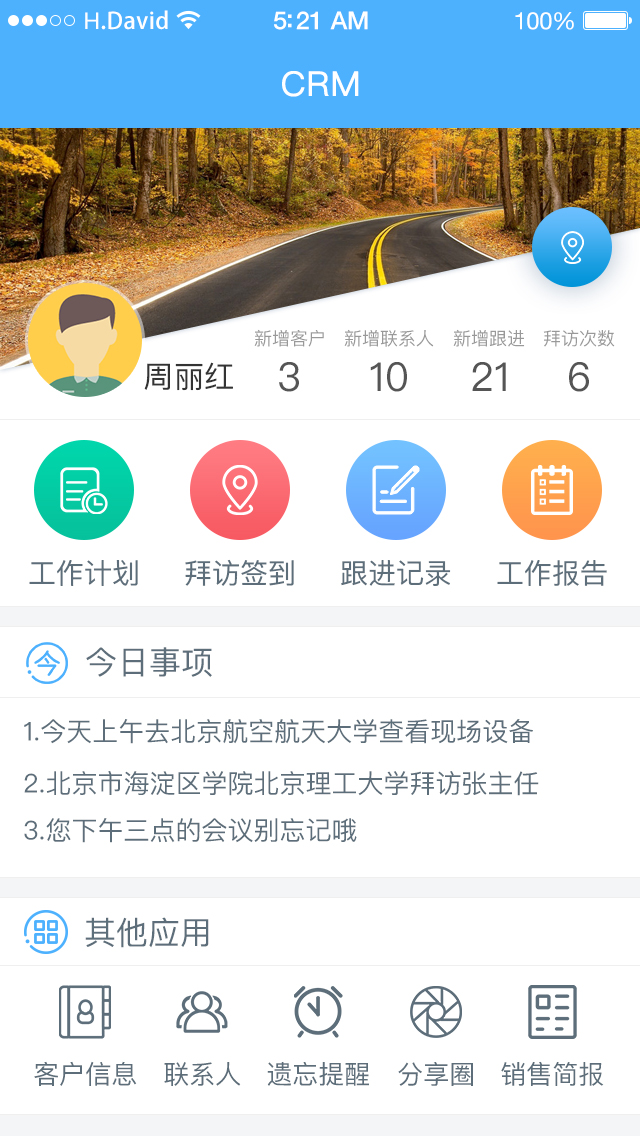 H.David 5:21 AM 100%
CRM
新增客户 新增联系人 新增跟进 拜访次数
周丽红 3 10 21 6
工作计划 拜访签到 跟进记录 工作报告
今 今日事项
1.今天上午去北京航空航天大学查看现场设备
2.北京市海淀区学院北京理工大学拜访张主任
3.您下午三点的会议别忘记哦
其他应用
客户信息 联系人 遗忘提醒 分享圈 销售简报